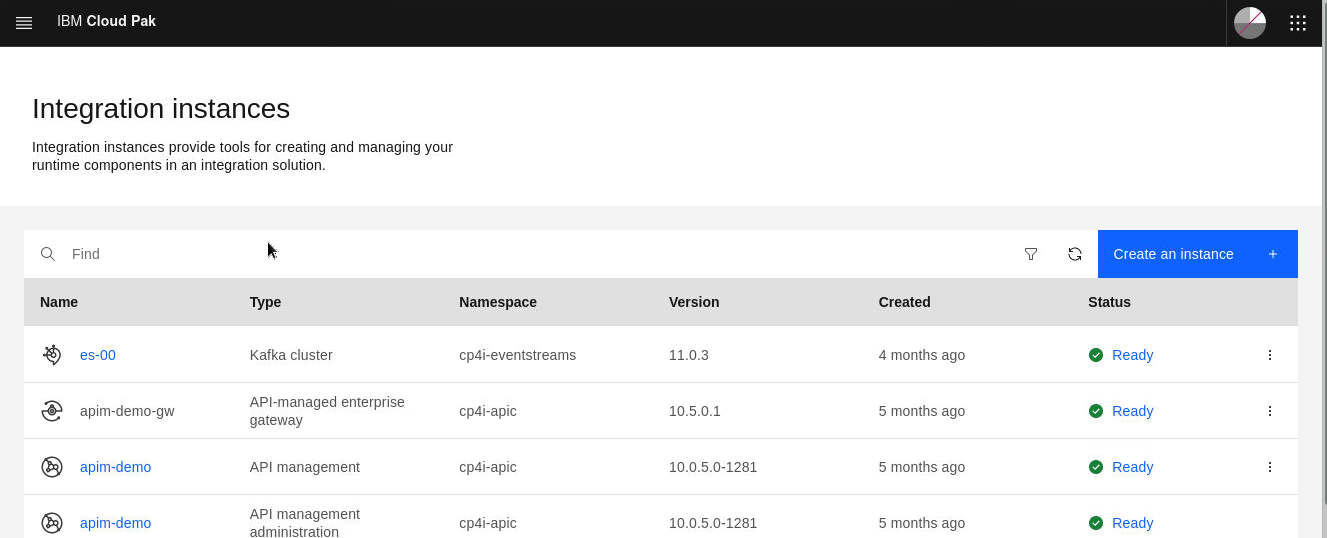 IBM Cloud Pak
Integration instances
Integration instances provide tools for creating and managing your
runtime components in an integration solution.
Find
Create an instance +
Name Type Namespace Version Created Status
es-00 Kafka cluster cp4i-eventstreams 11.0.3 4 months ago Ready
apim-demo-gw API-managed enterprise
gateway cp4i-apic 10.5.0.1 5 months ago Ready
apim-demo API management cp4i-apic 10.0.5.0-1281 5 months ago Ready
apim-demo API management
administration cp4i-apic 10.0.5.0-1281 5 months ago Ready